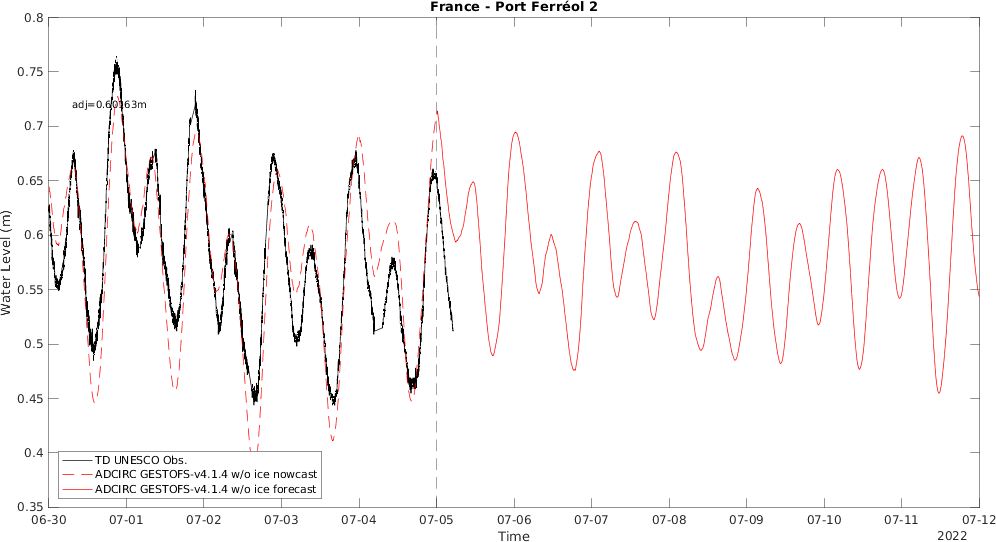 France - Port Ferréol 2
0.8
0.75
0.7
0.65
0.6
0.55
0.5
0.45
0.4
0.35
Water Level (m)
adj=0.60163m
TD UNESCO Obs.
ADCIRC GESTOFS-v4.1.4 w/o ice nowcast
ADCIRC GESTOFS-v4.1.4 w/o ice forecast
06-30 07-01 07-02 07-03 07-04 07-05 07-06 07-07 07-08 07-09 07-10 07-11 07-12
Time
2022